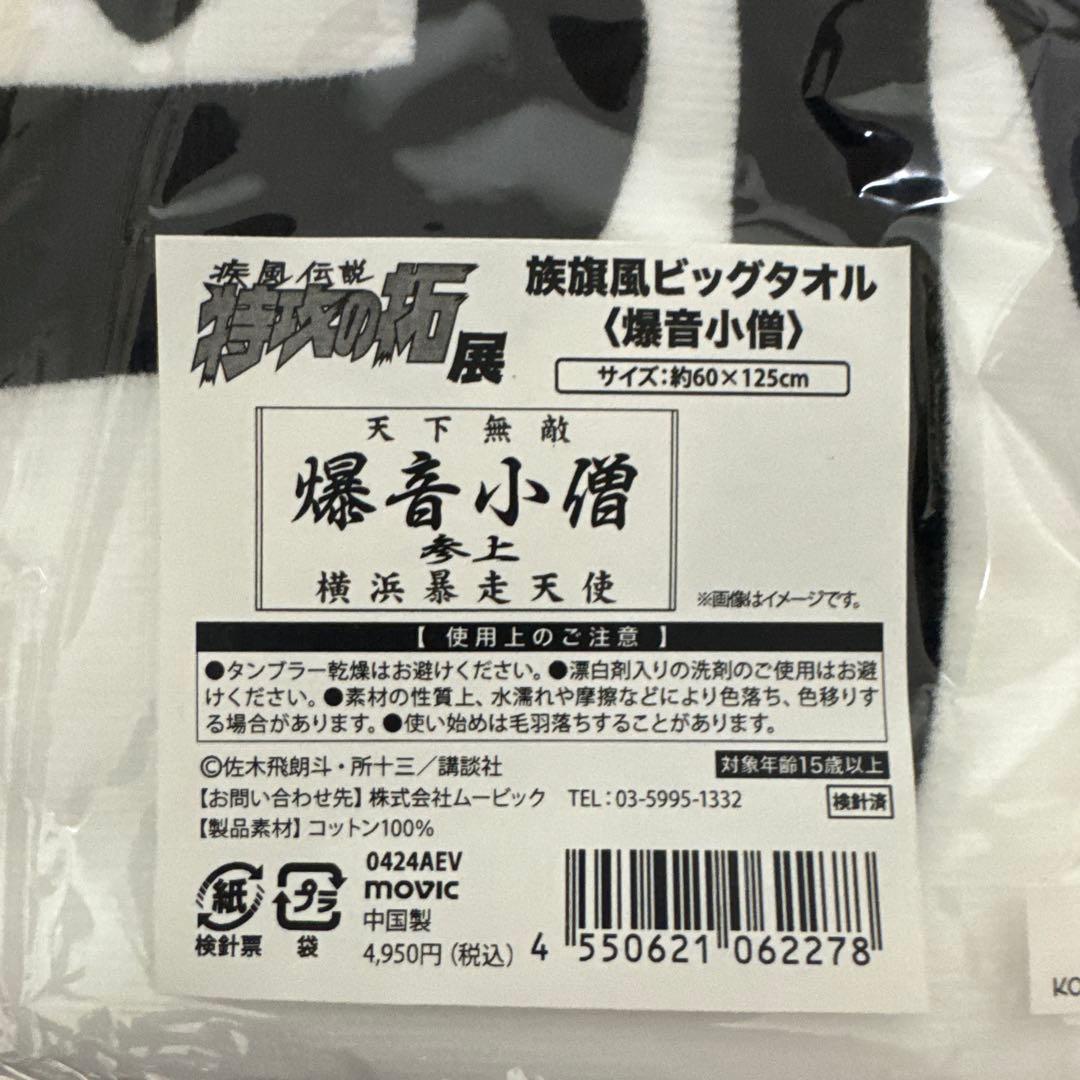 疾風伝説
特攻の拓
展
族旗風ビッグタオル
〈爆音小僧〉
サイズ:約60×125cm
天下無敵
爆音小僧
参上
横浜暴走天使
※画像はイメージです。
【 使用上のご注意 】
●タンブラー乾燥はお避けください。●漂白剤入りの洗剤のご使用はお避
けください。●素材の性質上、水濡れや摩擦などにより色落ち、色移りす
る場合があります。●使い始めは毛羽落ちすることがあります。
©佐木飛朗斗・所十三/講談社
対象年齢15歳以上
【お問い合わせ先】株式会社ムービック TEL:03-5995-1332
検針済
【製品素材】コットン100%
紙
検針票
プラ
袋
0424AEV
movic
中国製
4,950円(税込)
4 550621 062278
KO